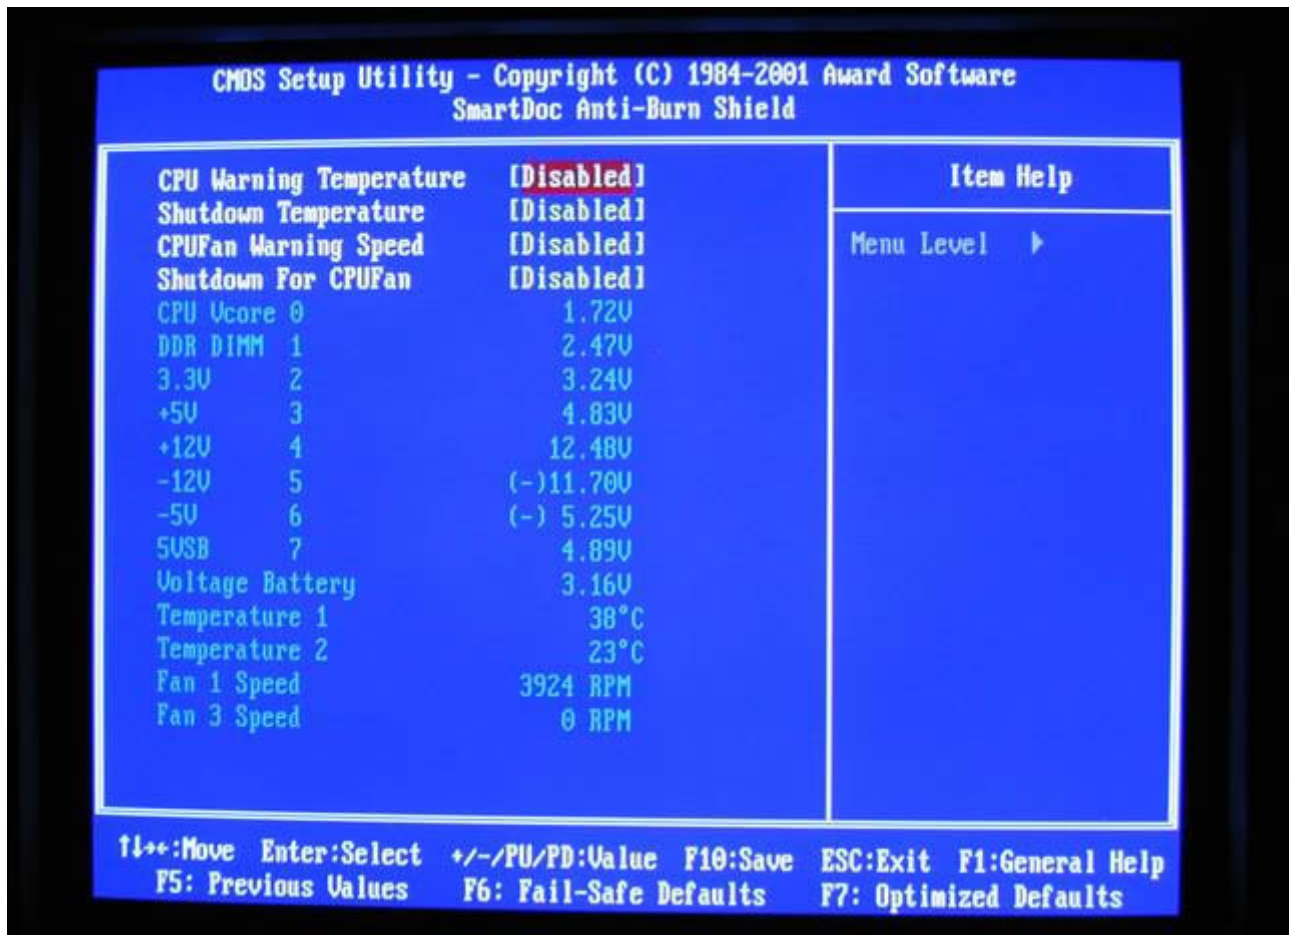 CMOS Setup Utility - Copyright (C) 1984-2001 Award Software
SmartDoc Anti-Burn Shield
CPU Warning Temperature [Disabled]
Shutdown Temperature [Disabled]
CPUFan Warning Speed [Disabled]
Shutdown For CPUFan [Disabled]
CPU Vcore 0 1.72V
DDR DIMM 1 2.47V
3.3V 2 3.24V
+5V 3 4.83V
+12V 4 12.48V
-12V 5 (-)11.70V
-5V 6 (-) 5.25V
5VSB 7 4.89V
Voltage Battery 3.16V
Temperature 1 38°C
Temperature 2 23°C
Fan 1 Speed 3924 RPM
Fan 3 Speed 0 RPM
Item Help
Menu Level ▶
↑↓→←:Move Enter:Select +/-/PU/PD:Value F10:Save ESC:Exit F1:General Help
F5: Previous Values F6: Fail-Safe Defaults F7: Optimized Defaults